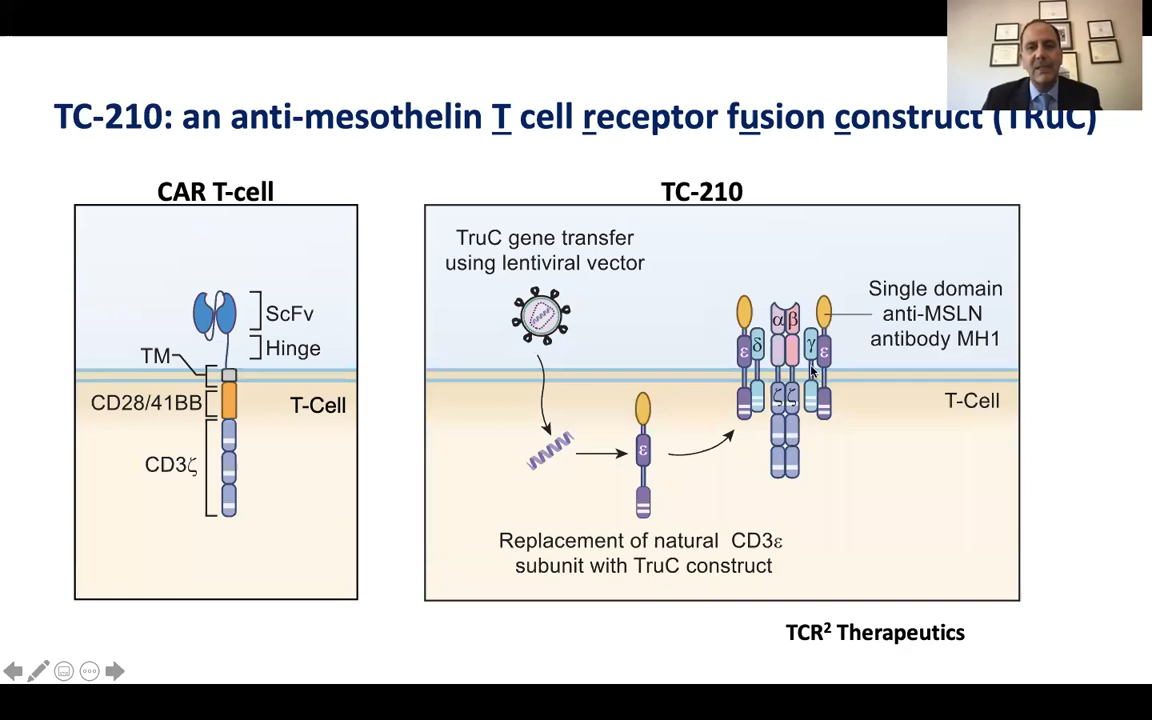 TC-210: an anti-mesothelin T cell receptor fusion construct (TRuC)
CAR T-cell
ScFv
Hinge
TM
CD28/41BB
T-Cell
CD3ζ
TC-210
TruC gene transfer
using lentiviral vector
ε
Replacement of natural CD3ε
subunit with TruC construct
ε δ α β γ ε
ζ ζ
Single domain
anti-MSLN
antibody MH1
T-Cell
TCR² Therapeutics